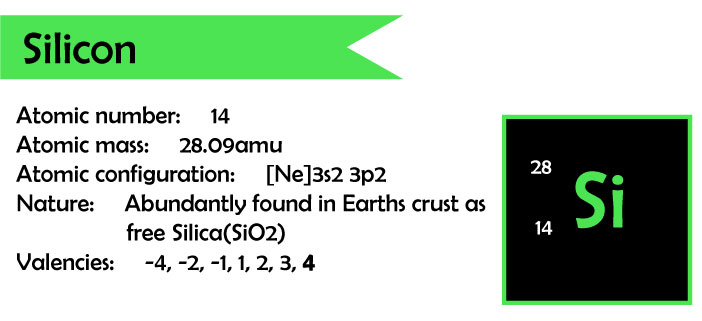 Silicon
Atomic number: 14
Atomic mass: 28.09amu
Atomic configuration: [Ne]3s2 3p2
Nature: Abundantly found in Earths crust as
free Silica(SiO2)
Valencies: -4, -2, -1, 1, 2, 3, 4
28
Si
14